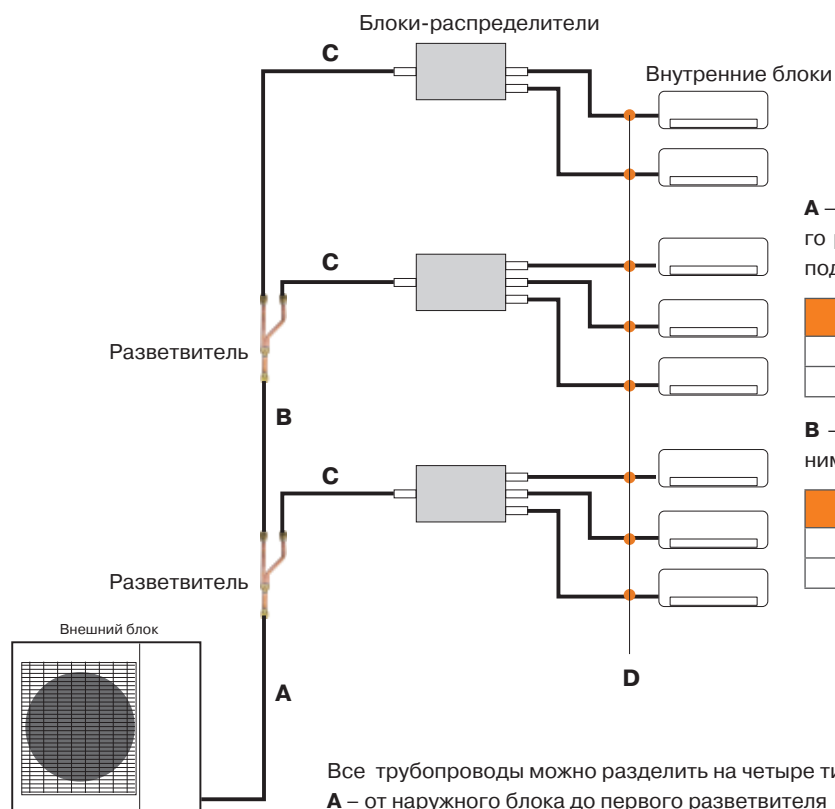 Блоки-распределители
C
Внутренние блоки
A –
го
C
под
Разветвитель
B
B –
ним
C
Разветвитель
Внешний блок
D
A
Все трубопроводы можно разделить на четыре
A – от наружного блока до первого разветвителя